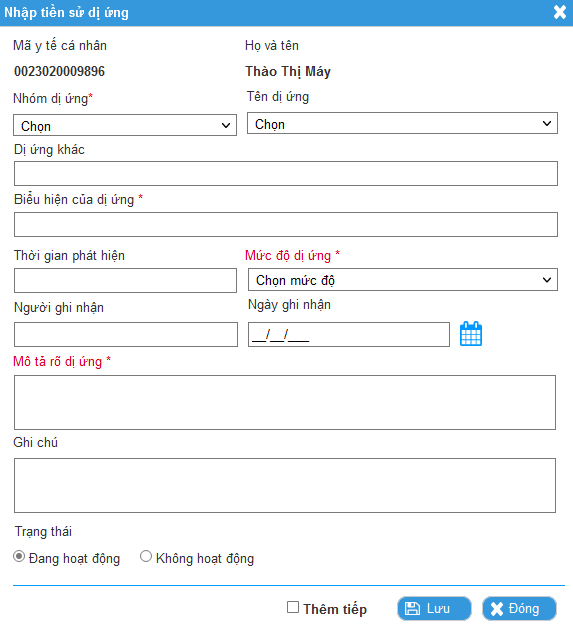 Nhập tiền sử dị ứng
Mã y tế cá nhân Họ và tên
0023020009896 Thào Thị Máy
Nhóm dị ứng* Tên dị ứng
Chọn Chọn
Dị ứng khác
Biểu hiện của dị ứng *
Thời gian phát hiện Mức độ dị ứng *
Chọn mức độ
Người ghi nhận Ngày ghi nhận
__/__/___
Mô tả rõ dị ứng *
Ghi chú
Trạng thái
Đang hoạt động Không hoạt động
Thêm tiếp Lưu Đóng